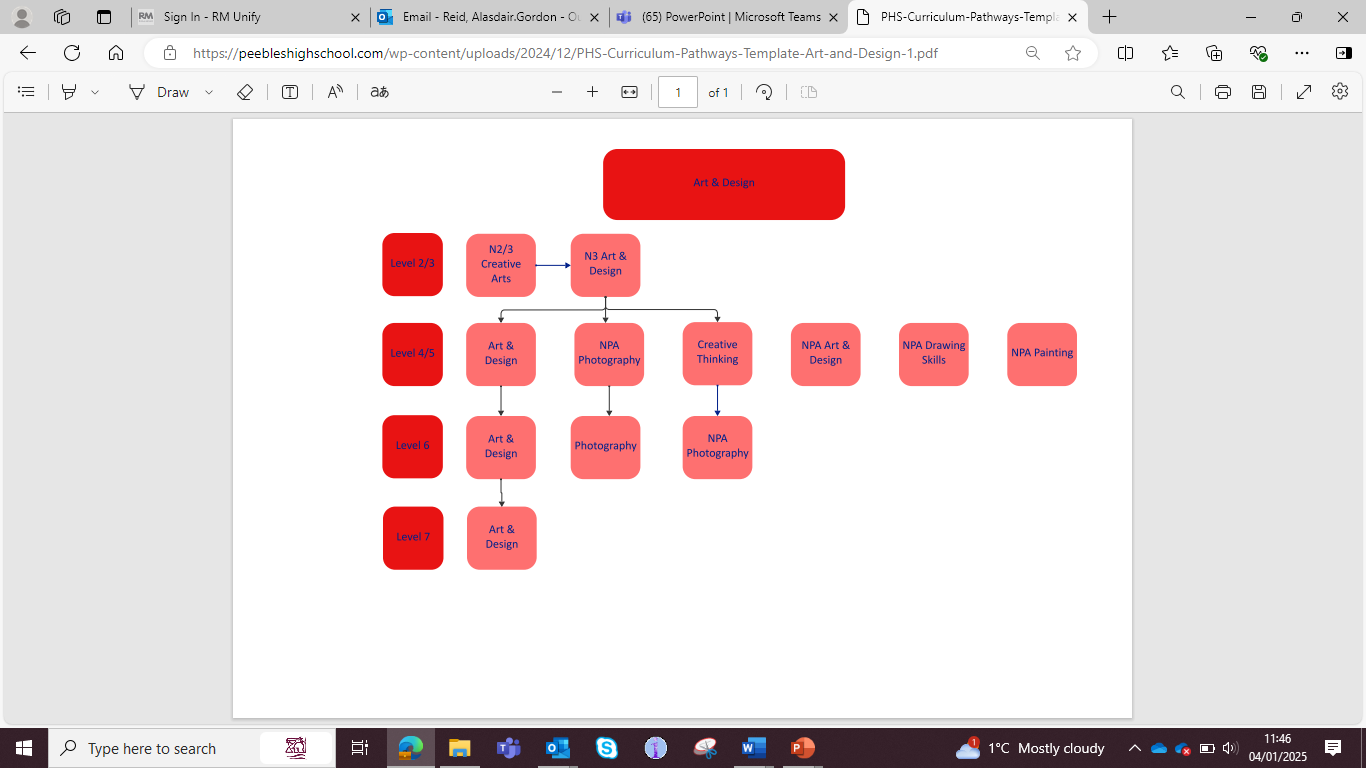 Sign In - RM Unify
Email - Reid, Alasdair.Gordon - Ou
(65) PowerPoint | Microsoft Teams
PHS-Curriculum-Pathways-Templa
https://peebleshighschool.com/wp-content/uploads/2024/12/PHS-Curriculum-Pathways-Template-Art-and-Design-1.pdf
Draw
1 of 1
Art & Design
Level 2/3
N2/3
Creative
Arts
N3 Art &
Design
Level 4/5
Art &
Design
NPA
Photography
Creative
Thinking
NPA Art &
Design
NPA Drawing
Skills
NPA Painting
Level 6
Art &
Design
Photography
NPA
Photography
Level 7
Art &
Design
Type here to search
1
1°C Mostly cloudy
11:46
04/01/2025